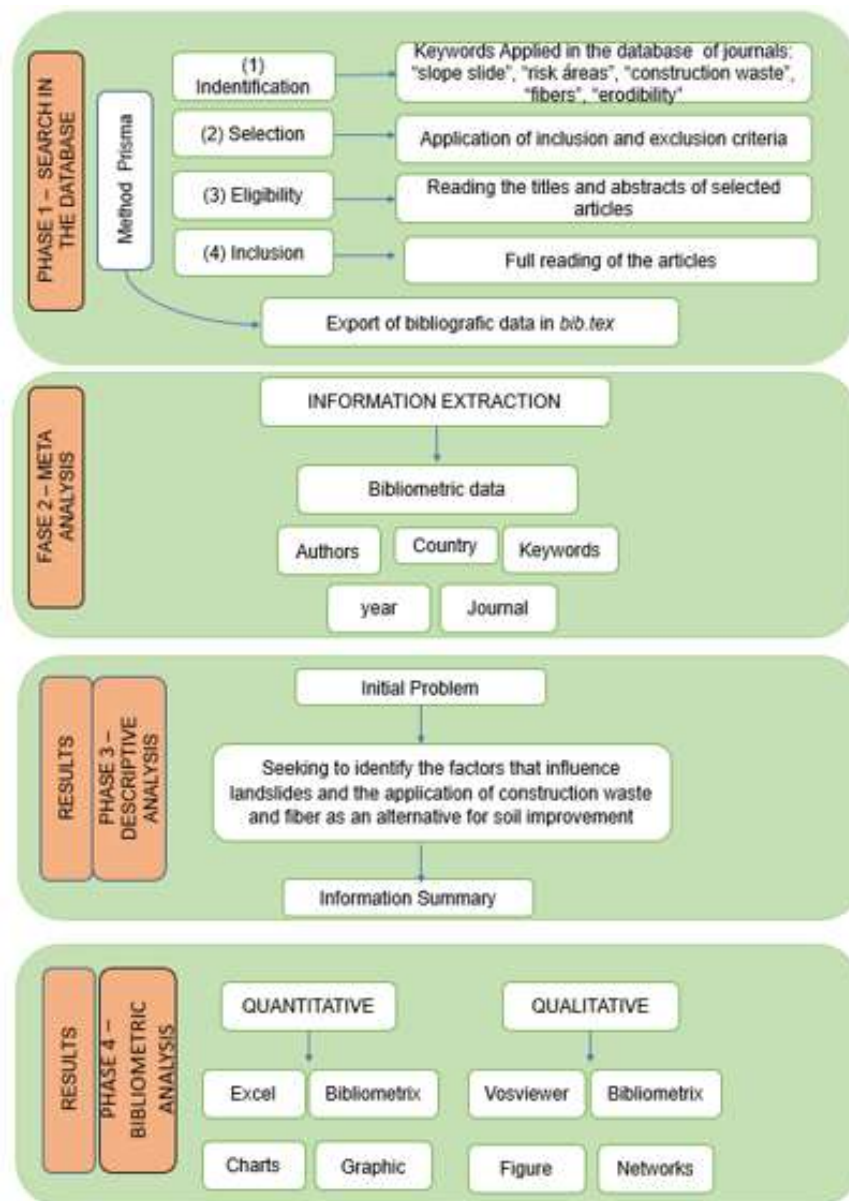 PHASE 1 – SEARCH IN
THE DATABASE
Method Prisma
(1)
Indentification
Keywords Applied in the database of journals:
“slope slide”, “risk áreas”, “construction waste”,
“fibers”, “erodibility”
(2) Selection
Application of inclusion and exclusion criteria
(3) Eligibility
Reading the titles and abstracts of selected
articles
(4) Inclusion
Full reading of the articles
Export of bibliografic data in bib.tex
FASE 2 – META
ANALYSIS
INFORMATION EXTRACTION
Bibliometric data
Authors
Country
Keywords
year
Journal
RESULTS
PHASE 3 –
DESCRIPTIVE
ANALYSIS
Initial Problem
Seeking to identify the factors that influence
landslides and the application of construction waste
and fiber as an alternative for soil improvement
Information Summary
RESULTS
PHASE 4 –
BIBLIOMETRIC
ANALYSIS
QUANTITATIVE
QUALITATIVE
Excel
Bibliometrix
Vosviewer
Bibliometrix
Charts
Graphic
Figure
Networks